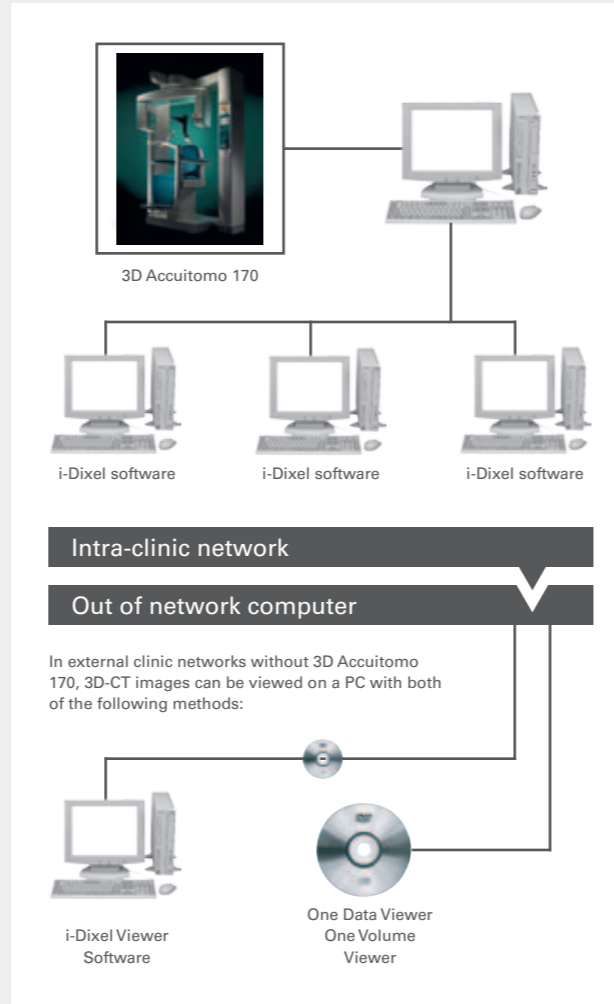 3D Accuitomo 170
i-Dixel software
i-Dixel software
i-Dixel software
Intra-clinic network
Out of network computer
In external clinic networks without 3D Accuitomo
170, 3D-CT images can be viewed on a PC with both
of the following methods:
i-Dixel Viewer
Software
One Data Viewer
One Volume
Viewer